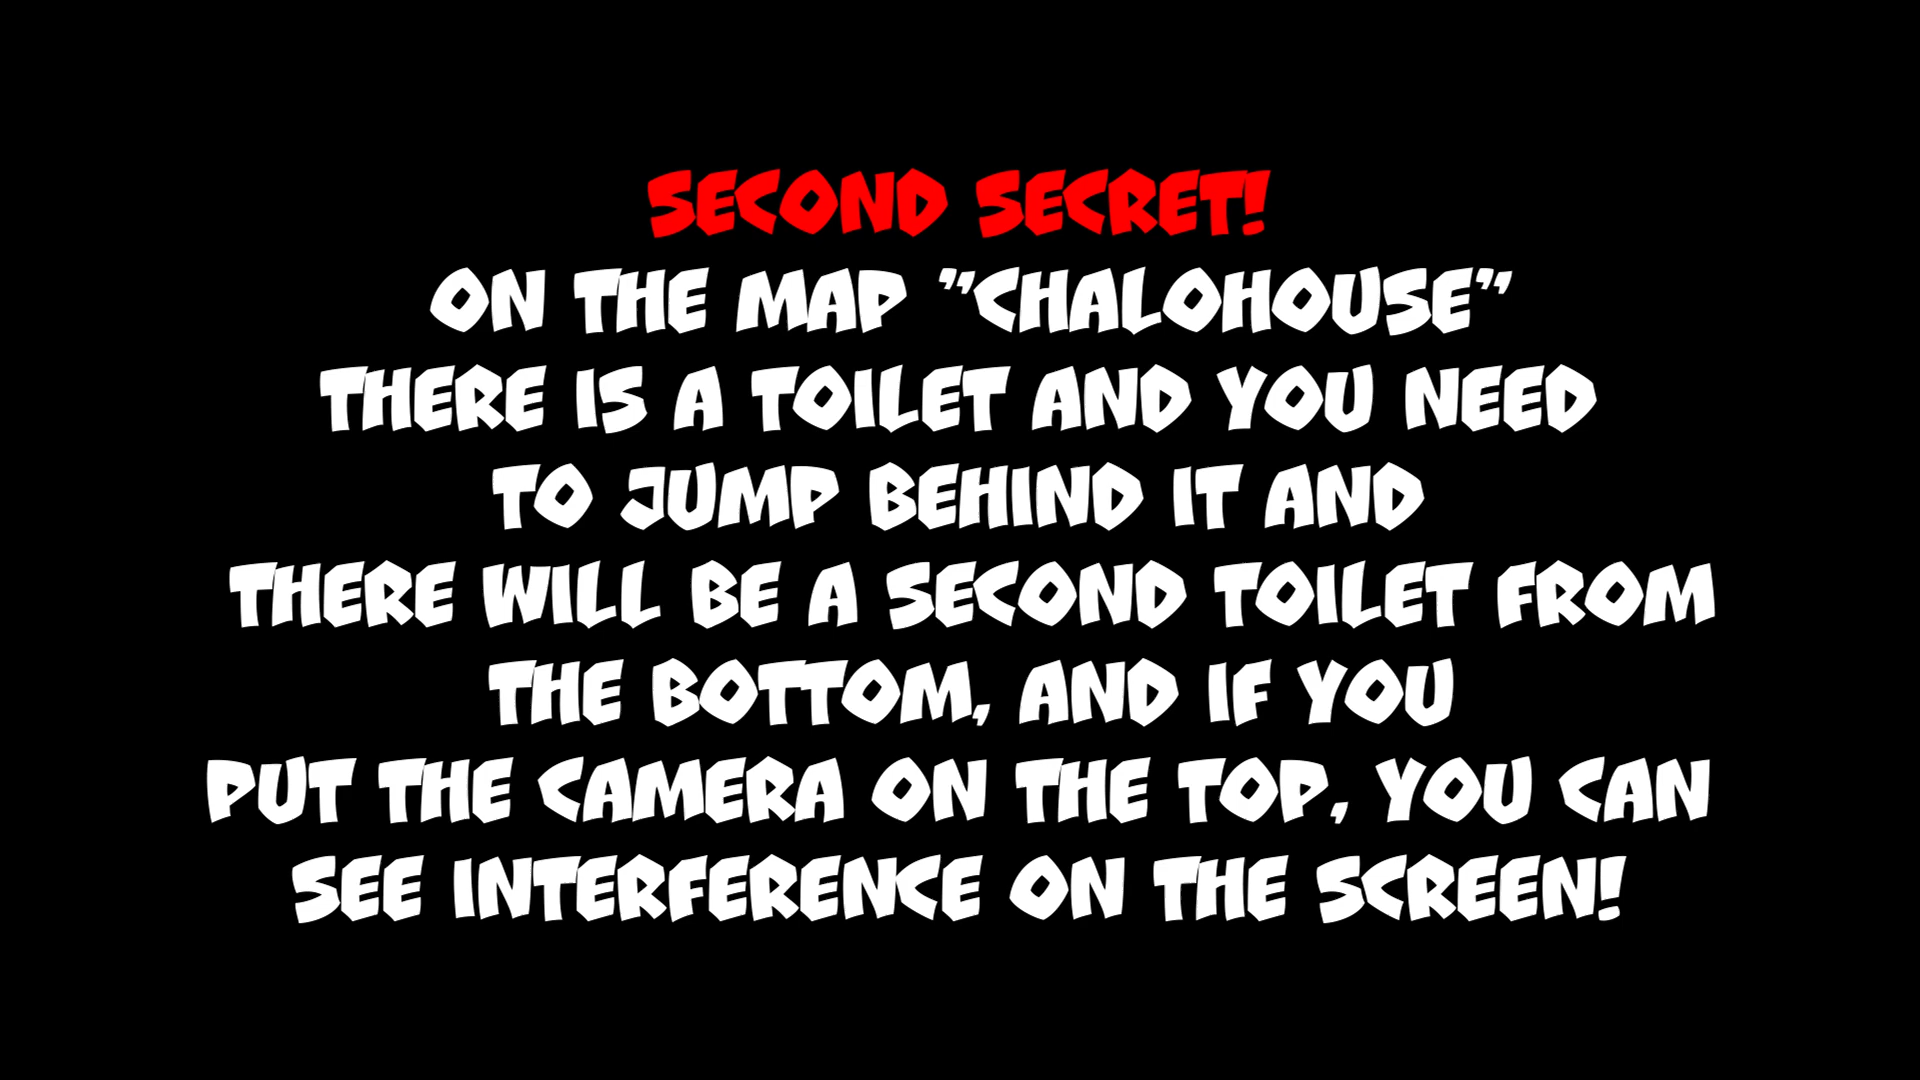 SECOND SECRET!
ON THE MAP "CHALOHOUSE"
THERE IS A TOILET AND YOU NEED
TO JUMP BEHIND IT AND
THERE WILL BE A SECOND TOILET FROM
THE BOTTOM, AND IF YOU
PUT THE CAMERA ON THE TOP, YOU CAN
SEE INTERFERENCE ON THE SCREEN!